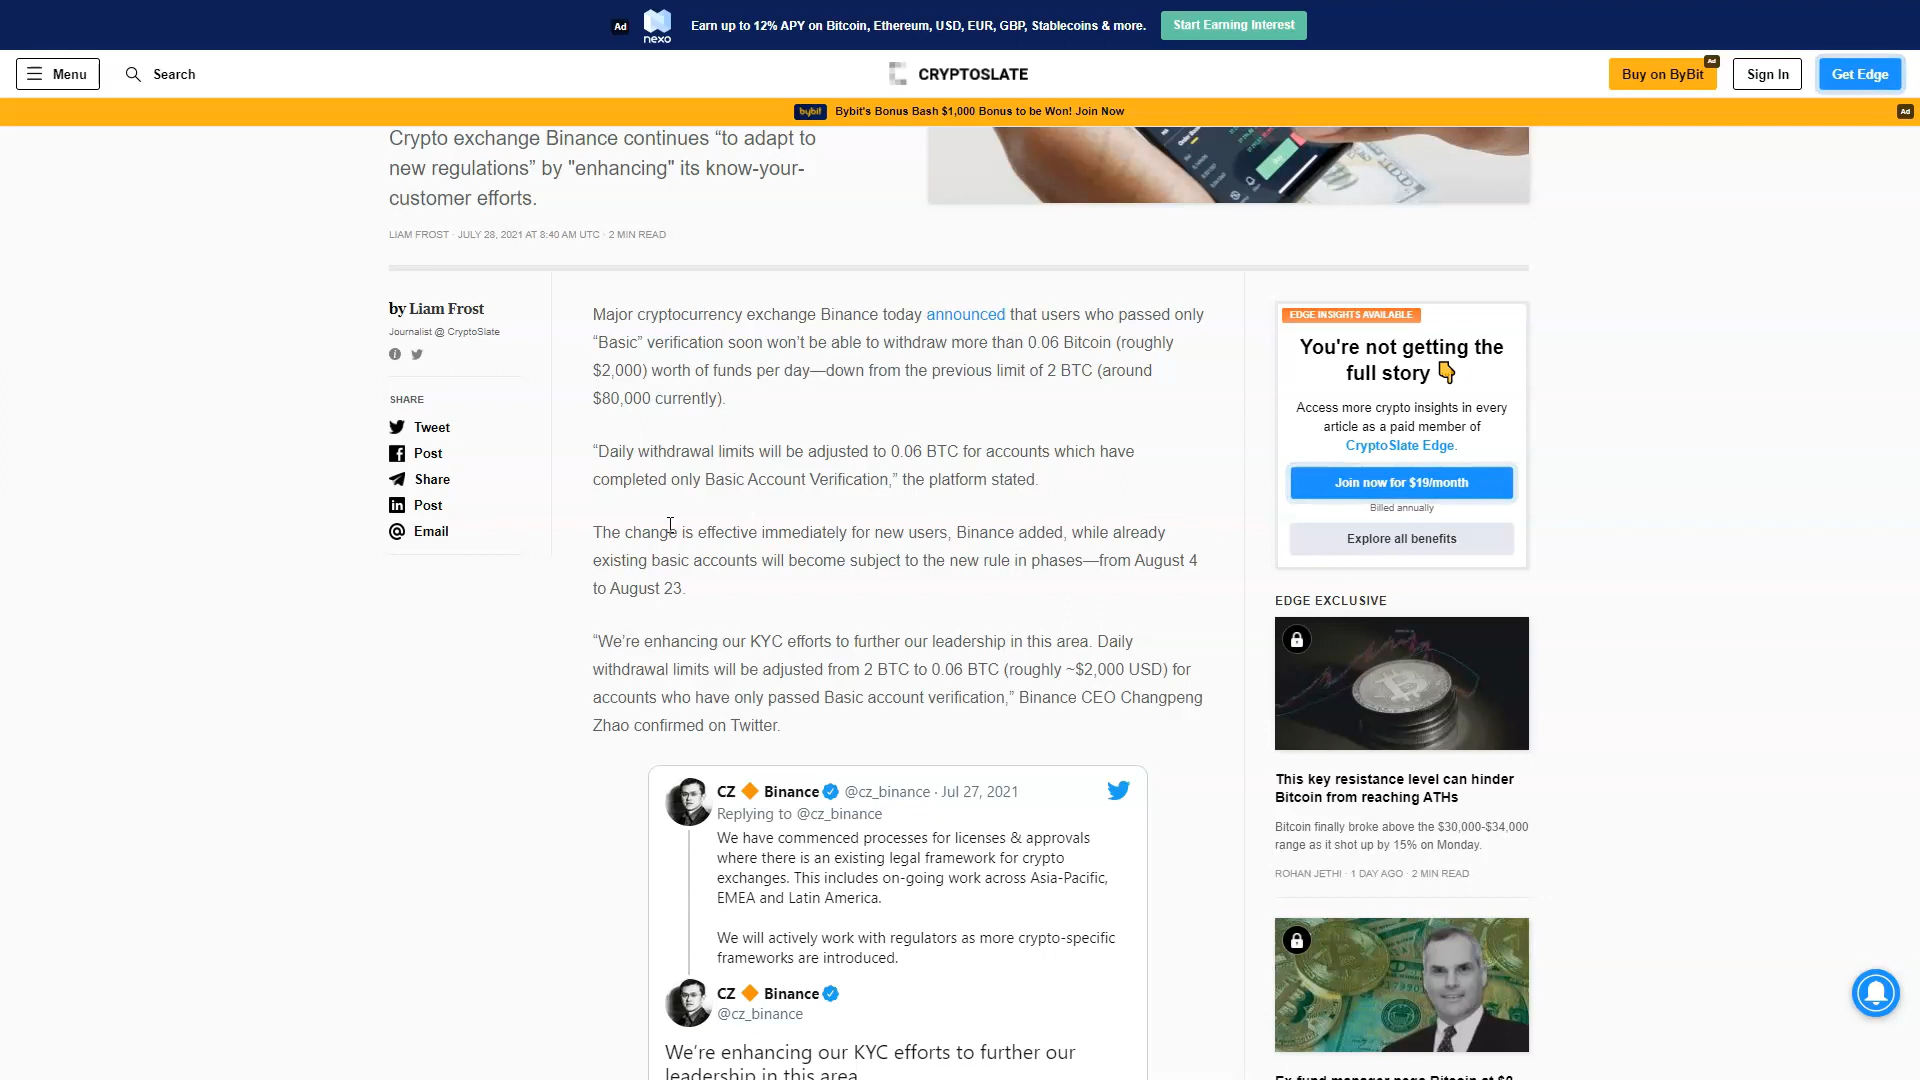 Ad
nexo
Earn up to 12% APY on Bitcoin, Ethereum, USD, EUR, GBP, Stablecoins & more.
Start Earning Interest
Menu
Search
CRYPTOSLATE
Buy on ByBit
Ad
Sign In
Get Edge
bybit
Bybit's Bonus Bash $1,000 Bonus to be Won! Join Now
Ad
Crypto exchange Binance continues “to adapt to
new regulations” by "enhancing" its know-your-
customer efforts.
LIAM FROST · JULY 28, 2021 AT 8:40 AM UTC · 2 MIN READ
by Liam Frost
Journalist @ CryptoSlate
SHARE
Tweet
Post
Share
Post
Email
Major cryptocurrency exchange Binance today announced that users who passed only
“Basic” verification soon won’t be able to withdraw more than 0.06 Bitcoin (roughly
$2,000) worth of funds per day—down from the previous limit of 2 BTC (around
$80,000 currently).
“Daily withdrawal limits will be adjusted to 0.06 BTC for accounts which have
completed only Basic Account Verification,” the platform stated.
The change is effective immediately for new users, Binance added, while already
existing basic accounts will become subject to the new rule in phases—from August 4
to August 23.
“We’re enhancing our KYC efforts to further our leadership in this area. Daily
withdrawal limits will be adjusted from 2 BTC to 0.06 BTC (roughly ~$2,000 USD) for
accounts who have only passed Basic account verification,” Binance CEO Changpeng
Zhao confirmed on Twitter.
CZ 🔶 Binance @cz_binance · Jul 27, 2021
Replying to @cz_binance
We have commenced processes for licenses & approvals
where there is an existing legal framework for crypto
exchanges. This includes on-going work across Asia-Pacific,
EMEA and Latin America.
We will actively work with regulators as more crypto-specific
frameworks are introduced.
CZ 🔶 Binance
@cz_binance
We’re enhancing our KYC efforts to further our
leadership in this area
EDGE INSIGHTS AVAILABLE
You're not getting the
full story 👇
Access more crypto insights in every
article as a paid member of
CryptoSlate Edge.
Join now for $19/month
Billed annually
Explore all benefits
EDGE EXCLUSIVE
This key resistance level can hinder
Bitcoin from reaching ATHs
Bitcoin finally broke above the $30,000-$34,000
range as it shot up by 15% on Monday.
ROHAN JETHI · 1 DAY AGO · 2 MIN READ